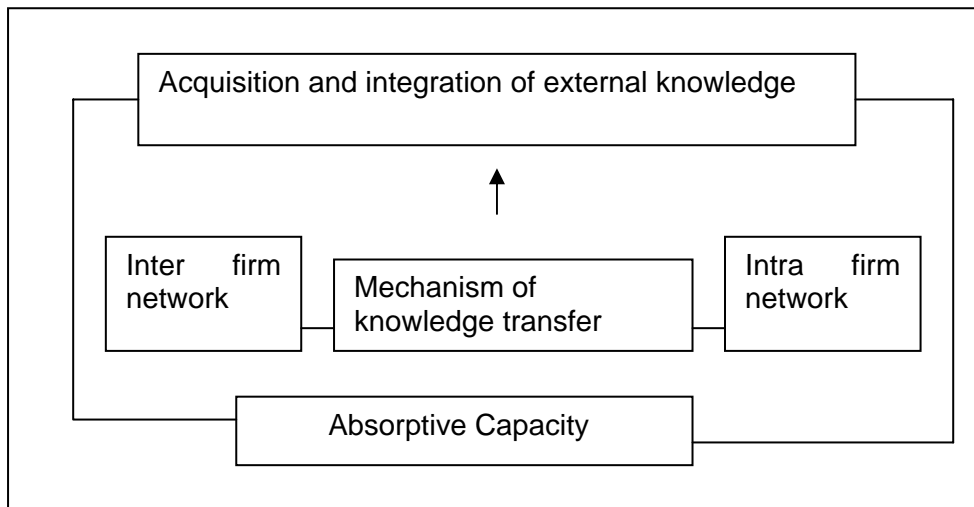 Acquisition and integration of external knowledge
Inter firm
network
Mechanism of
knowledge transfer
Intra firm
network
Absorptive Capacity